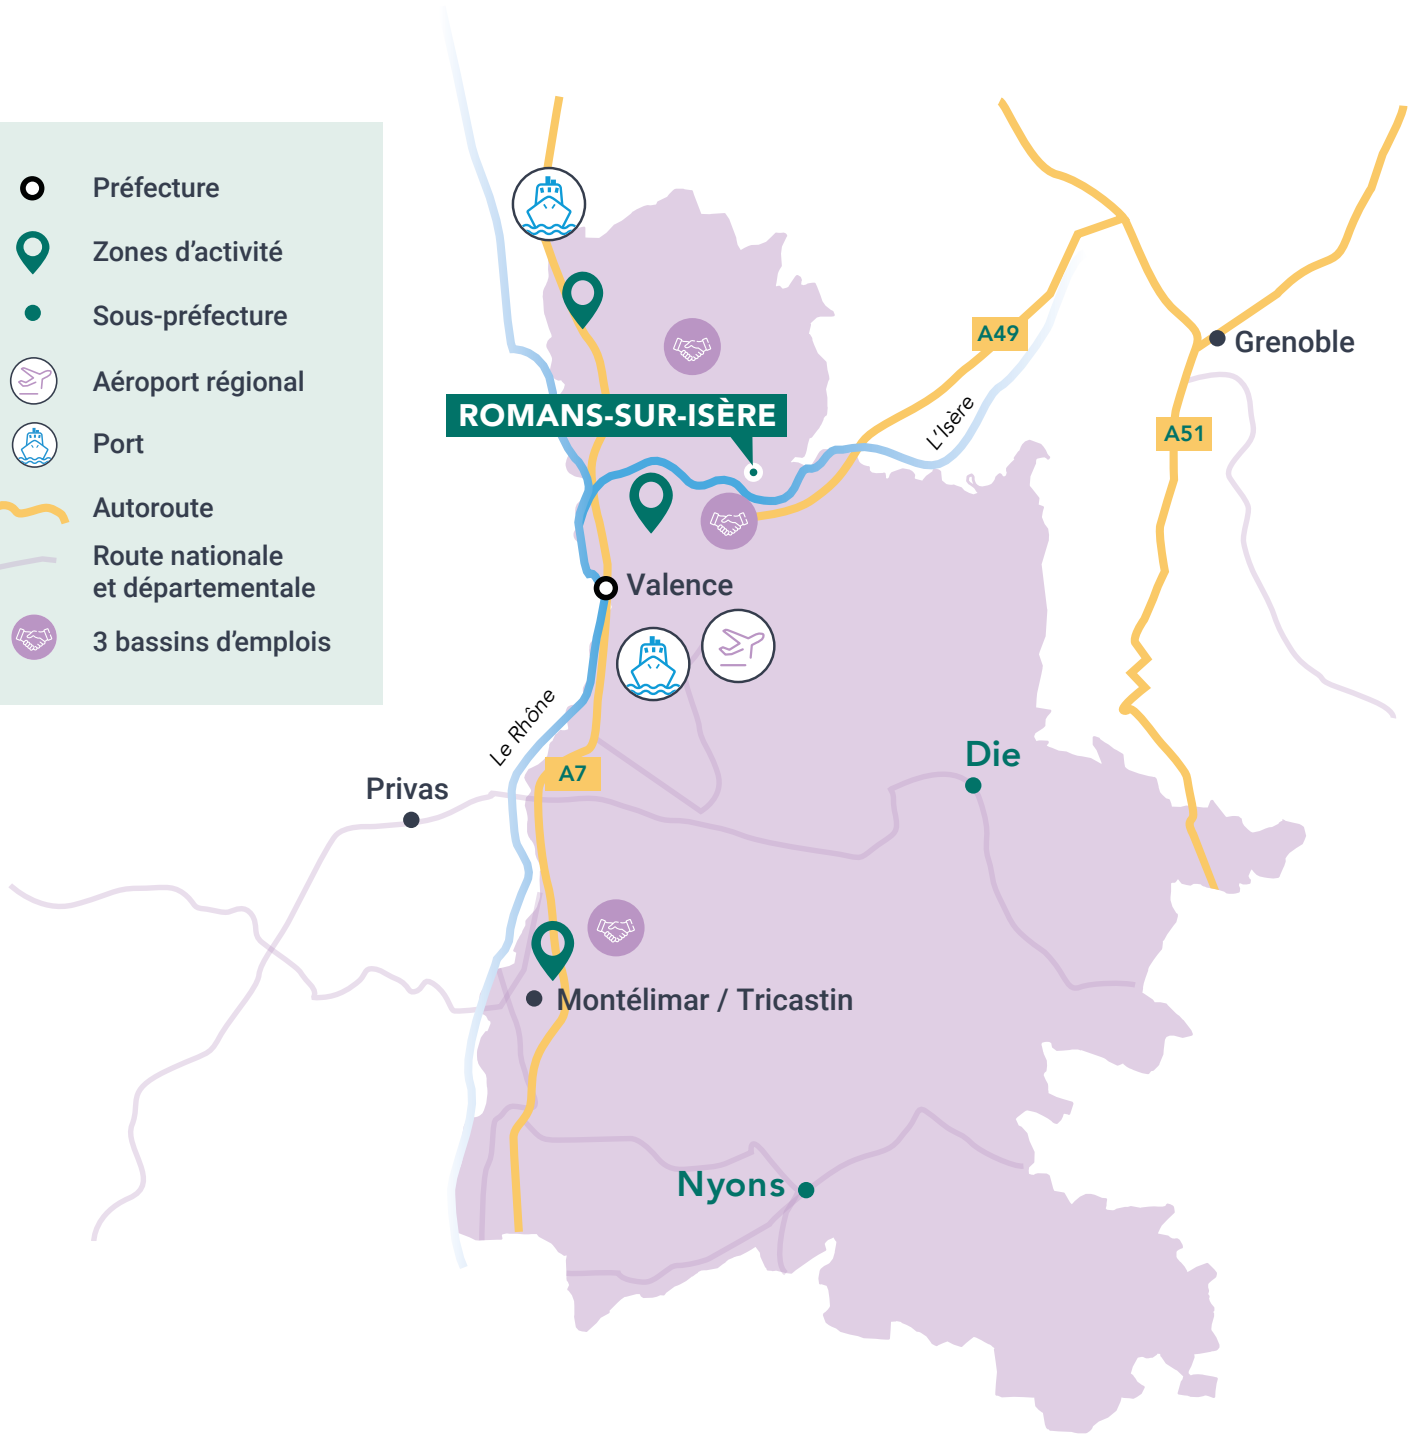 Préfecture
Zones d’activité
Sous-préfecture
Aéroport régional
Port
Autoroute
Route nationale
et départementale
3 bassins d’emplois
A49
Grenoble
ROMANS-SUR-ISÈRE
L’Isère
A51
Valence
Le Rhône
Die
A7
Privas
Montélimar / Tricastin
Nyons